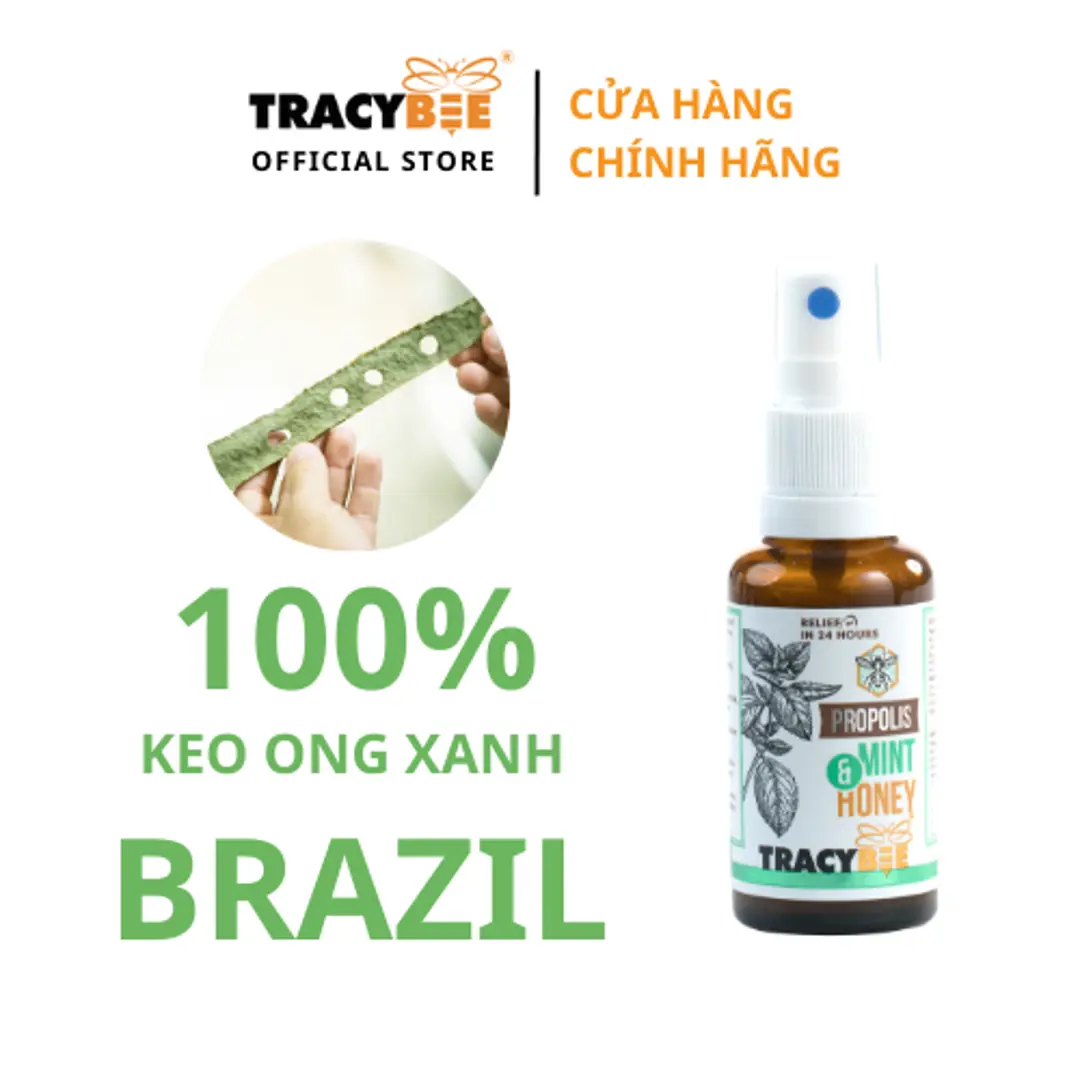 TRACYBEE®
OFFICIAL STORE
CỬA HÀNG
CHÍNH HÃNG
100%
KEO ONG XANH
BRAZIL
RELIEF
IN 24 HOURS
PROPOLIS
& MINT
HONEY
TRACYBEE